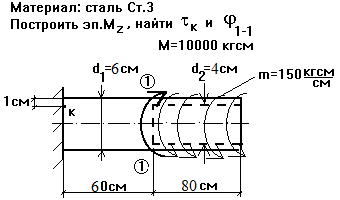 Материал: сталь Ст.3
Построить эп.Mz, найти τк и φ1-1
M=10000 кгсм
d1=6см
1
d2=4см
m=150 кгсм/см
1см
к
1
60см
80см